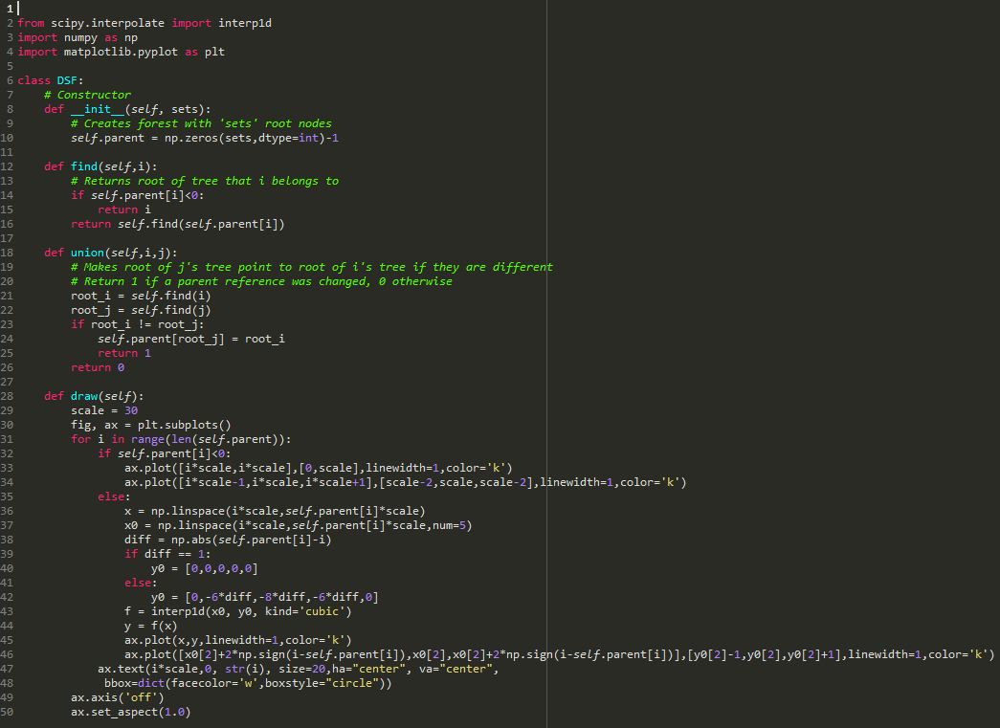 1
2 from scipy.interpolate import interp1d
3 import numpy as np
4 import matplotlib.pyplot as plt
5
6 class DSF:
7     # Constructor
8     def __init__(self, sets):
9         # Creates forest with 'sets' root nodes
10         self.parent = np.zeros(sets,dtype=int)-1
11
12     def find(self,i):
13         # Returns root of tree that i belongs to
14         if self.parent[i]<0:
15             return i
16         return self.find(self.parent[i])
17
18     def union(self,i,j):
19         # Makes root of j's tree point to root of i's tree if they are different
20         # Return 1 if a parent reference was changed, 0 otherwise
21         root_i = self.find(i)
22         root_j = self.find(j)
23         if root_i != root_j:
24             self.parent[root_j] = root_i
25             return 1
26         return 0
27
28     def draw(self):
29         scale = 30
30         fig, ax = plt.subplots()
31         for i in range(len(self.parent)):
32             if self.parent[i]<0:
33                 ax.plot([i*scale,i*scale],[0,scale],linewidth=1,color='k')
34                 ax.plot([i*scale-1,i*scale,i*scale+1],[scale-2,scale,scale-2],linewidth=1,color='k')
35             else:
36                 x = np.linspace(i*scale,self.parent[i]*scale)
37                 x0 = np.linspace(i*scale,self.parent[i]*scale,num=5)
38                 diff = np.abs(self.parent[i]-i)
39                 if diff == 1:
40                     y0 = [0,0,0,0,0]
41                 else:
42                     y0 = [0,-6*diff,-8*diff,-6*diff,0]
43                 f = interp1d(x0, y0, kind='cubic')
44                 y = f(x)
45                 ax.plot(x,y,linewidth=1,color='k')
46                 ax.plot([x0[2]+2*np.sign(i-self.parent[i]),x0[2],x0[2]+2*np.sign(i-self.parent[i])],[y0[2]-1,y0[2],y0[2]+1],linewidth=1,color='k')
47             ax.text(i*scale,0, str(i), size=20,ha="center", va="center",
48              bbox=dict(facecolor='w',boxstyle="circle"))
49         ax.axis('off')
50         ax.set_aspect(1.0)